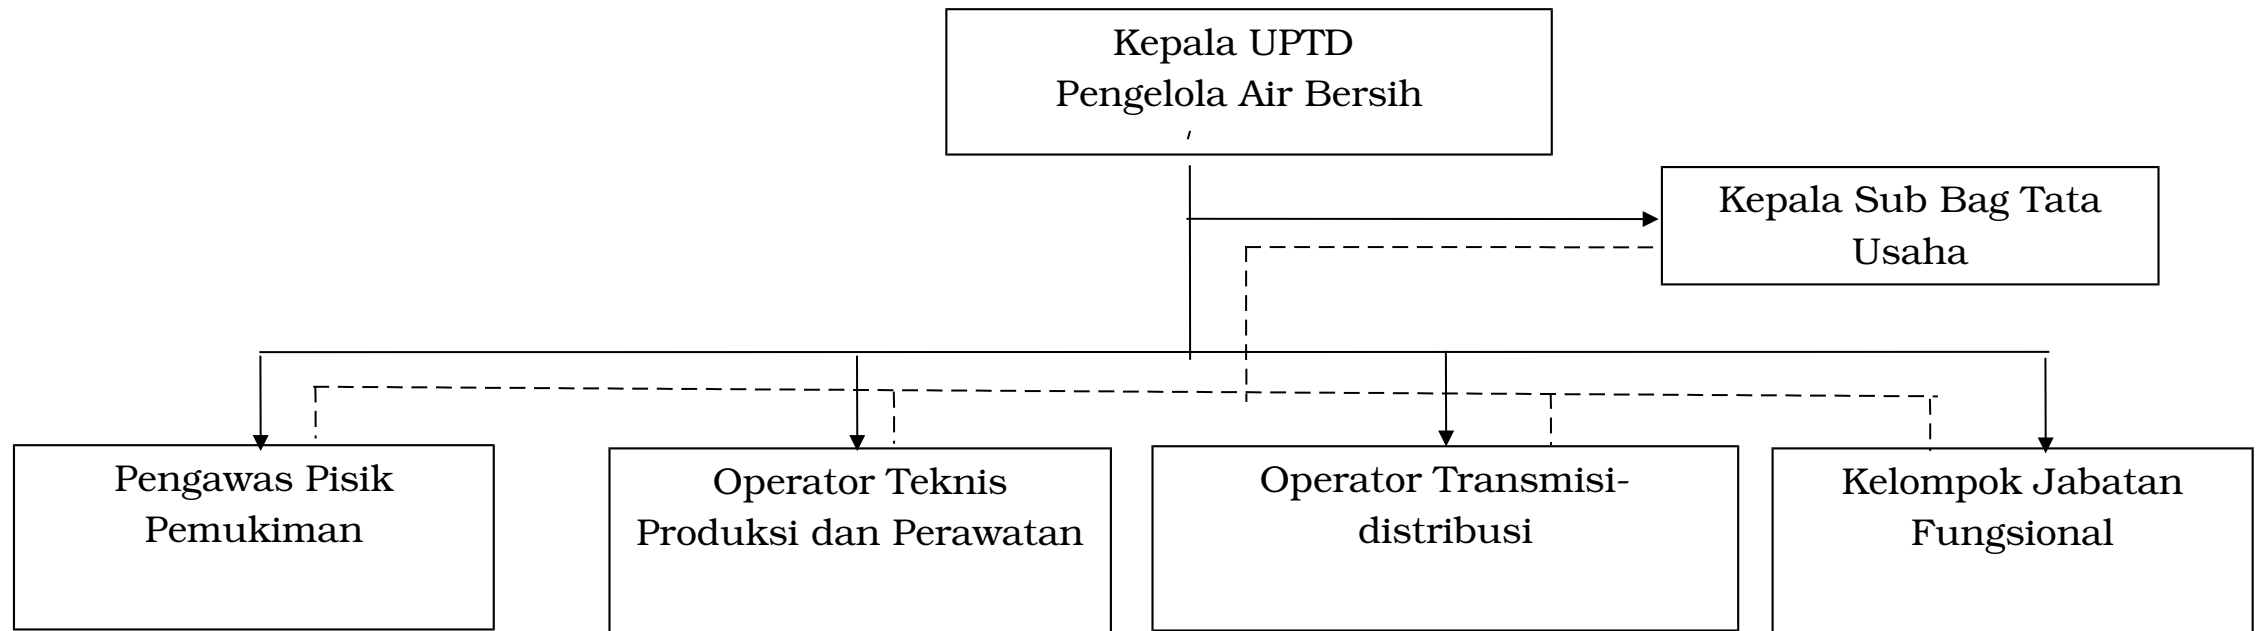 Kepala UPTD
Pengelola Air Bersih
Kepala Sub Bag Tata
Usaha
Pengawas Pisik
Pemukiman
Operator Teknis
Produksi dan Perawatan
Operator Transmisi-
distribusi
Kelompok Jabatan
Fungsional